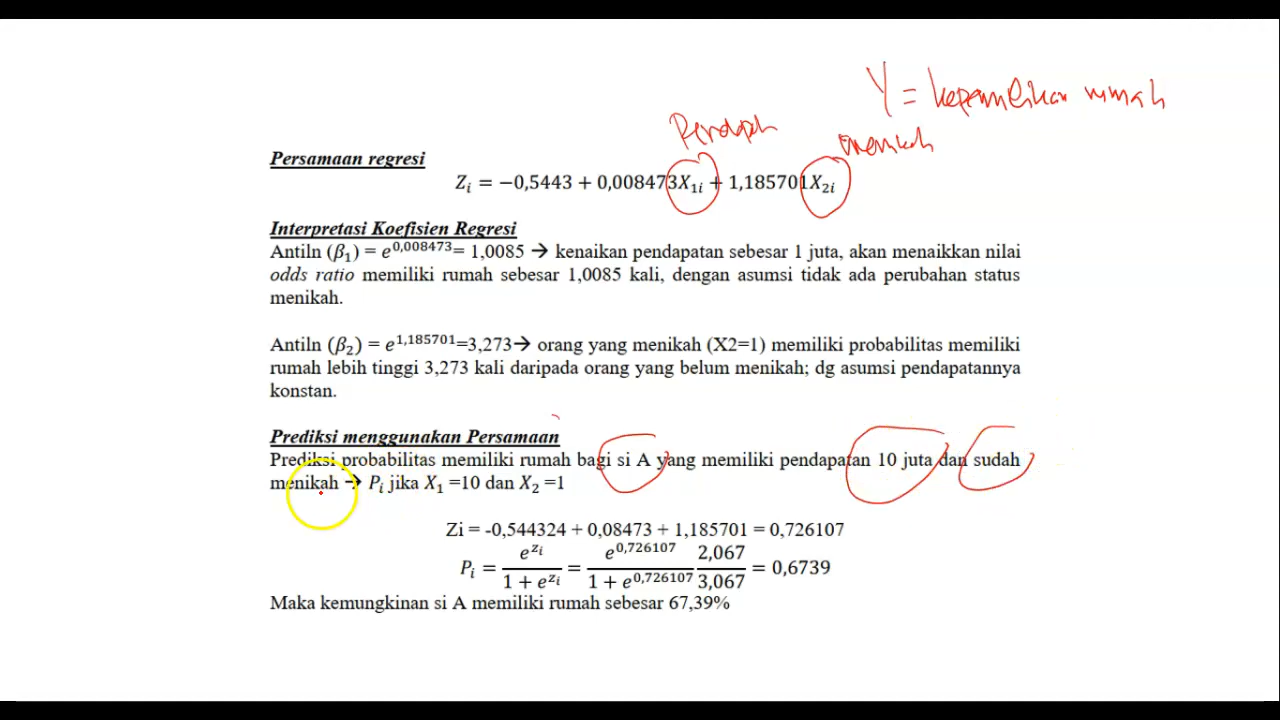 Y = kepemilikan rumah
menikah
Persamaan regresi
Zᵢ = −0,5443 + 0,008473X₁ᵢ + 1,185701X₂ᵢ
Interpretasi Koefisien Regresi
Antiln (β₁) = e^0,008473= 1,0085 → kenaikan pendapatan sebesar 1 juta, akan menaikkan nilai
odds ratio memiliki rumah sebesar 1,0085 kali, dengan asumsi tidak ada perubahan status
menikah.
Antiln (β₂) = e^1,185701=3,273→ orang yang menikah (X2=1) memiliki probabilitas memiliki
rumah lebih tinggi 3,273 kali daripada orang yang belum menikah; dg asumsi pendapatannya
konstan.
Prediksi menggunakan Persamaan
Prediksi probabilitas memiliki rumah bagi si A yang memiliki pendapatan 10 juta dan sudah
menikah → Pᵢ jika X₁ =10 dan X₂ =1
Zi = -0,544324 + 0,08473 + 1,185701 = 0,726107
Pᵢ = e^zᵢ / 1 + e^zᵢ = e^0,726107 / 1 + e^0,726107 2,067 / 3,067 = 0,6739
Maka kemungkinan si A memiliki rumah sebesar 67,39%